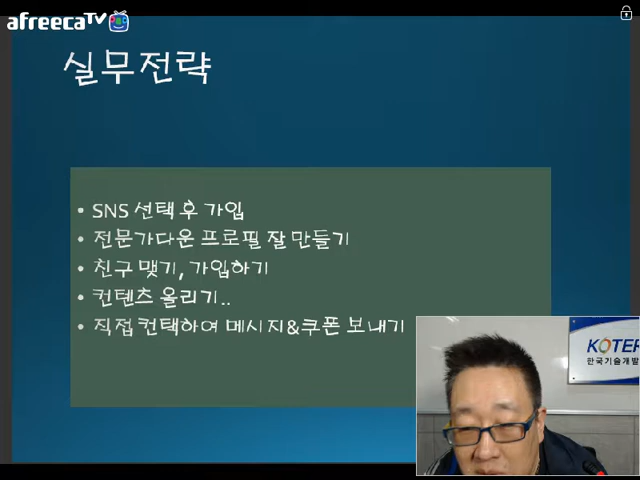 afreecaTV
실무전략
• SNS 선택 후 가입
• 전문가다운 프로필 잘 만들기
• 친구 맺기, 가입하기
• 컨텐츠 올리기..
• 직접 컨택하여 메시지&쿠폰 보내기
KOTER
한국기술개발